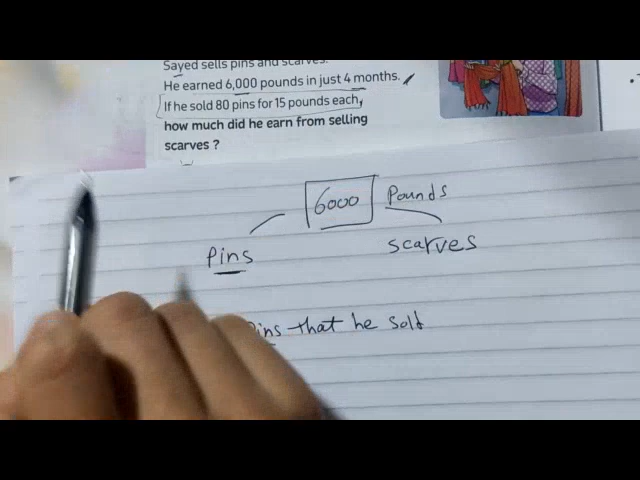 Sayed sells pins and scarves.
He earned 6,000 pounds in just 4 months.
If he sold 80 pins for 15 pounds each,
how much did he earn from selling
scarves ?
6000 Pounds
Pins scarves
Pins that he sold